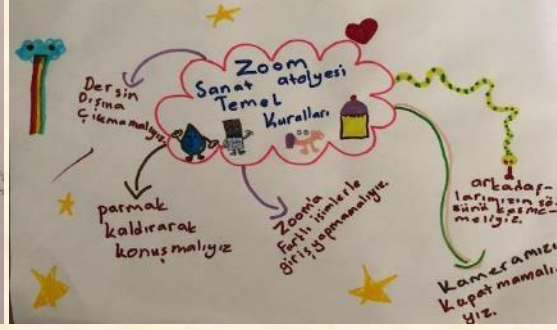 Zoom
Sanat atolyesi
Temel
Kuralları
Dersin
Dışına
Çıkmamalıyız.
parmak
kaldırarak
konuşmalıyız
Zoom'a
Farklı isimlerle
giriş yapmamalıyız.
arkadaş-
larımızın sö-
zünü kesme-
meliyiz.
Kameramızı
Kapatmamalı-
yız.